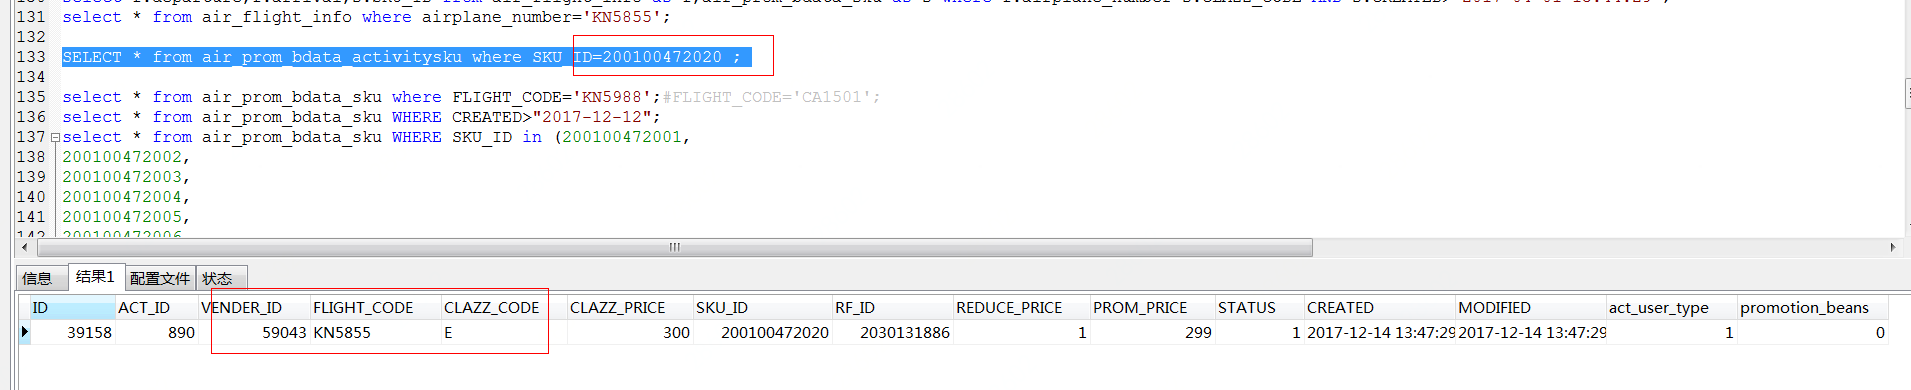 131 select * from air_flight_info where airplane_number='KN5855';
132
133 SELECT * from air_prom_bdata_activitysku where SKU_ID=200100472020 ;
134
135 select * from air_prom_bdata_sku where FLIGHT_CODE='KN5988';#FLIGHT_CODE='CA1501';
136 select * from air_prom_bdata_sku WHERE CREATED>"2017-12-12";
137 select * from air_prom_bdata_sku WHERE SKU_ID in (200100472001,
138 200100472002,
139 200100472003,
140 200100472004,
141 200100472005,
142 200100472006
信息 结果1 配置文件 状态
ID ACT_ID VENDER_ID FLIGHT_CODE CLAZZ_CODE CLAZZ_PRICE SKU_ID RF_ID REDUCE_PRICE PROM_PRICE STATUS CREATED MODIFIED act_user_type promotion_beans
39158 890 59043 KN5855 E 300 200100472020 2030131886 1 299 1 2017-12-14 13:47:29 2017-12-14 13:47:29 1 0